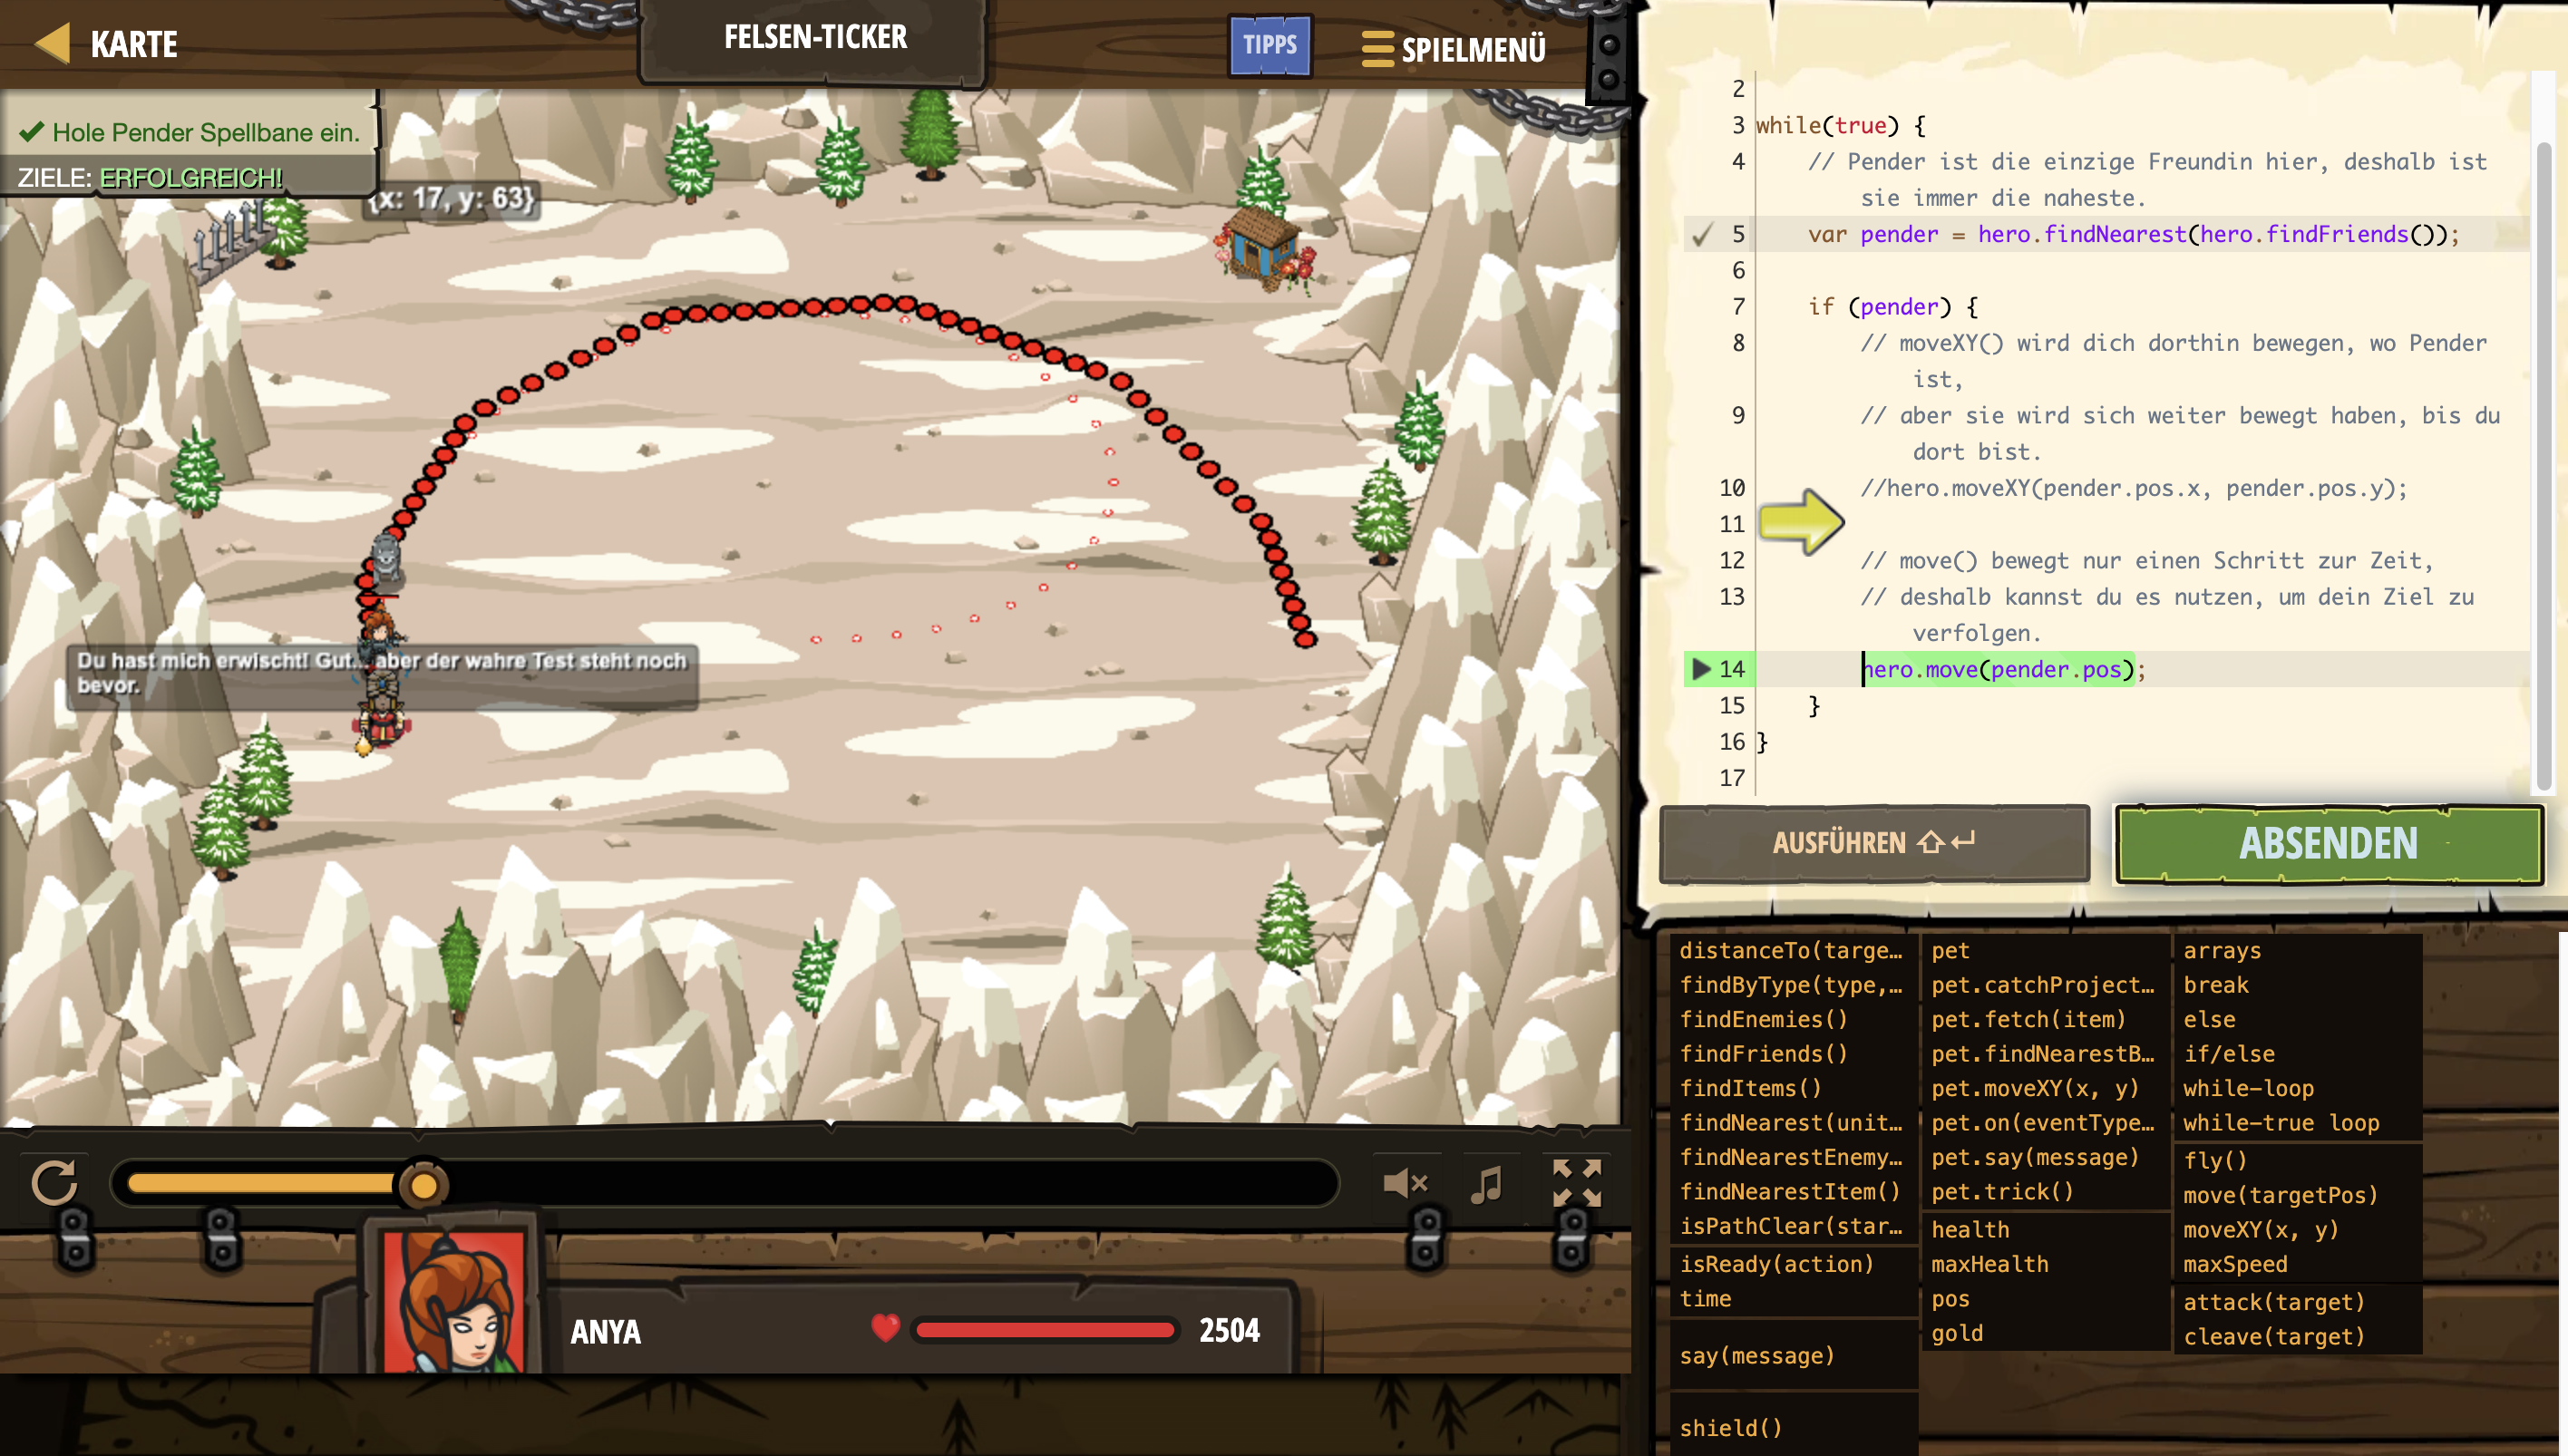 KARTE
FELSEN-TICKER
TIPPS
SPIELMENÜ
Hole Pender Spellbane ein.
ZIELE: ERFOLGREICH!
{x: 17, y: 63}
Du hast mich erwischt! Gut... aber der wahre Test steht noch
bevor.
ANYA
2504
2
3 while(true) {
4 // Pender ist die einzige Freundin hier, deshalb ist
sie immer die naheste.
5 var pender = hero.findNearest(hero.findFriends());
6
7 if (pender) {
8 // moveXY() wird dich dorthin bewegen, wo Pender
ist,
9 // aber sie wird sich weiter bewegt haben, bis du
dort bist.
10 //hero.moveXY(pender.pos.x, pender.pos.y);
11
12 // move() bewegt nur einen Schritt zur Zeit,
13 // deshalb kannst du es nutzen, um dein Ziel zu
verfolgen.
14 hero.move(pender.pos);
15 }
16 }
17
AUSFÜHREN ⇧↵
ABSENDEN
distanceTo(targe…
findByType(type,…
findEnemies()
findFriends()
findItems()
findNearest(unit…
findNearestEnemy…
findNearestItem()
isPathClear(star…
isReady(action)
time
say(message)
shield()
pet
pet.catchProject…
pet.fetch(item)
pet.findNearestB…
pet.moveXY(x, y)
pet.on(eventType…
pet.say(message)
pet.trick()
health
maxHealth
pos
gold
arrays
break
else
if/else
while-loop
while-true loop
fly()
move(targetPos)
moveXY(x, y)
maxSpeed
attack(target)
cleave(target)